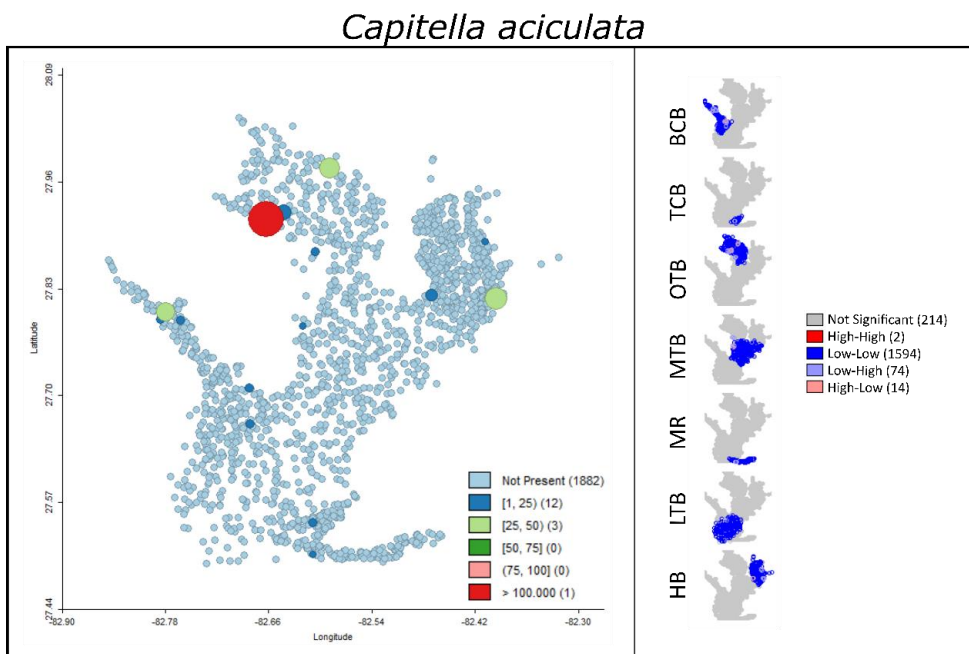 Capitella aciculata
28.09
27.96
27.83
27.70
27.57
27.44
Latitude
-82.90
-82.78
-82.66
-82.54
-82.42
-82.30
Longitude
Not Present (1882)
[1, 25) (12)
[25, 50) (3)
[50, 75] (0)
(75, 100] (0)
> 100.000 (1)
BCB
TCB
OTB
MTB
MR
LTB
HB
Not Significant (214)
High-High (2)
Low-Low (1594)
Low-High (74)
High-Low (14)